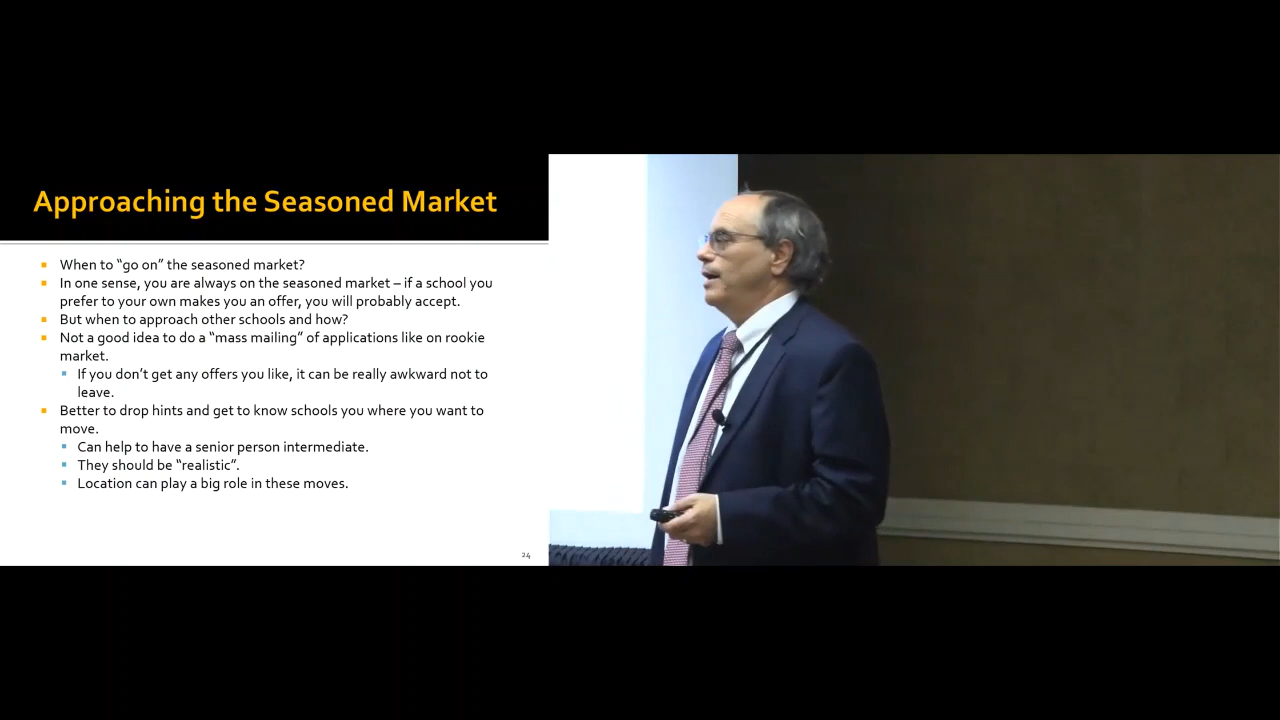 Approaching the Seasoned Market
When to “go on” the seasoned market?
In one sense, you are always on the seasoned market – if a school you
prefer to your own makes you an offer, you will probably accept.
But when to approach other schools and how?
Not a good idea to do a “mass mailing” of applications like on rookie
market.
If you don’t get any offers you like, it can be really awkward not to
leave.
Better to drop hints and get to know schools you where you want to
move.
Can help to have a senior person intermediate.
They should be “realistic”.
Location can play a big role in these moves.
24